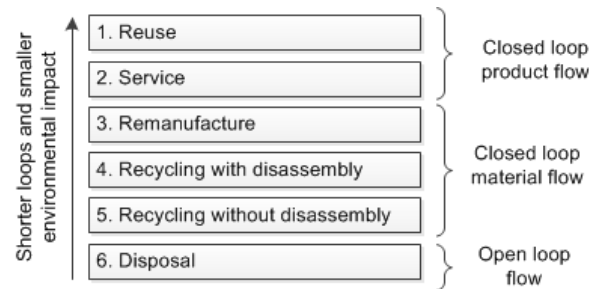 Shorter loops and smaller
environmental impact
1. Reuse
2. Service
3. Remanufacture
4. Recycling with disassembly
5. Recycling without disassembly
6. Disposal
Closed loop
product flow
Closed loop
material flow
Open loop
flow